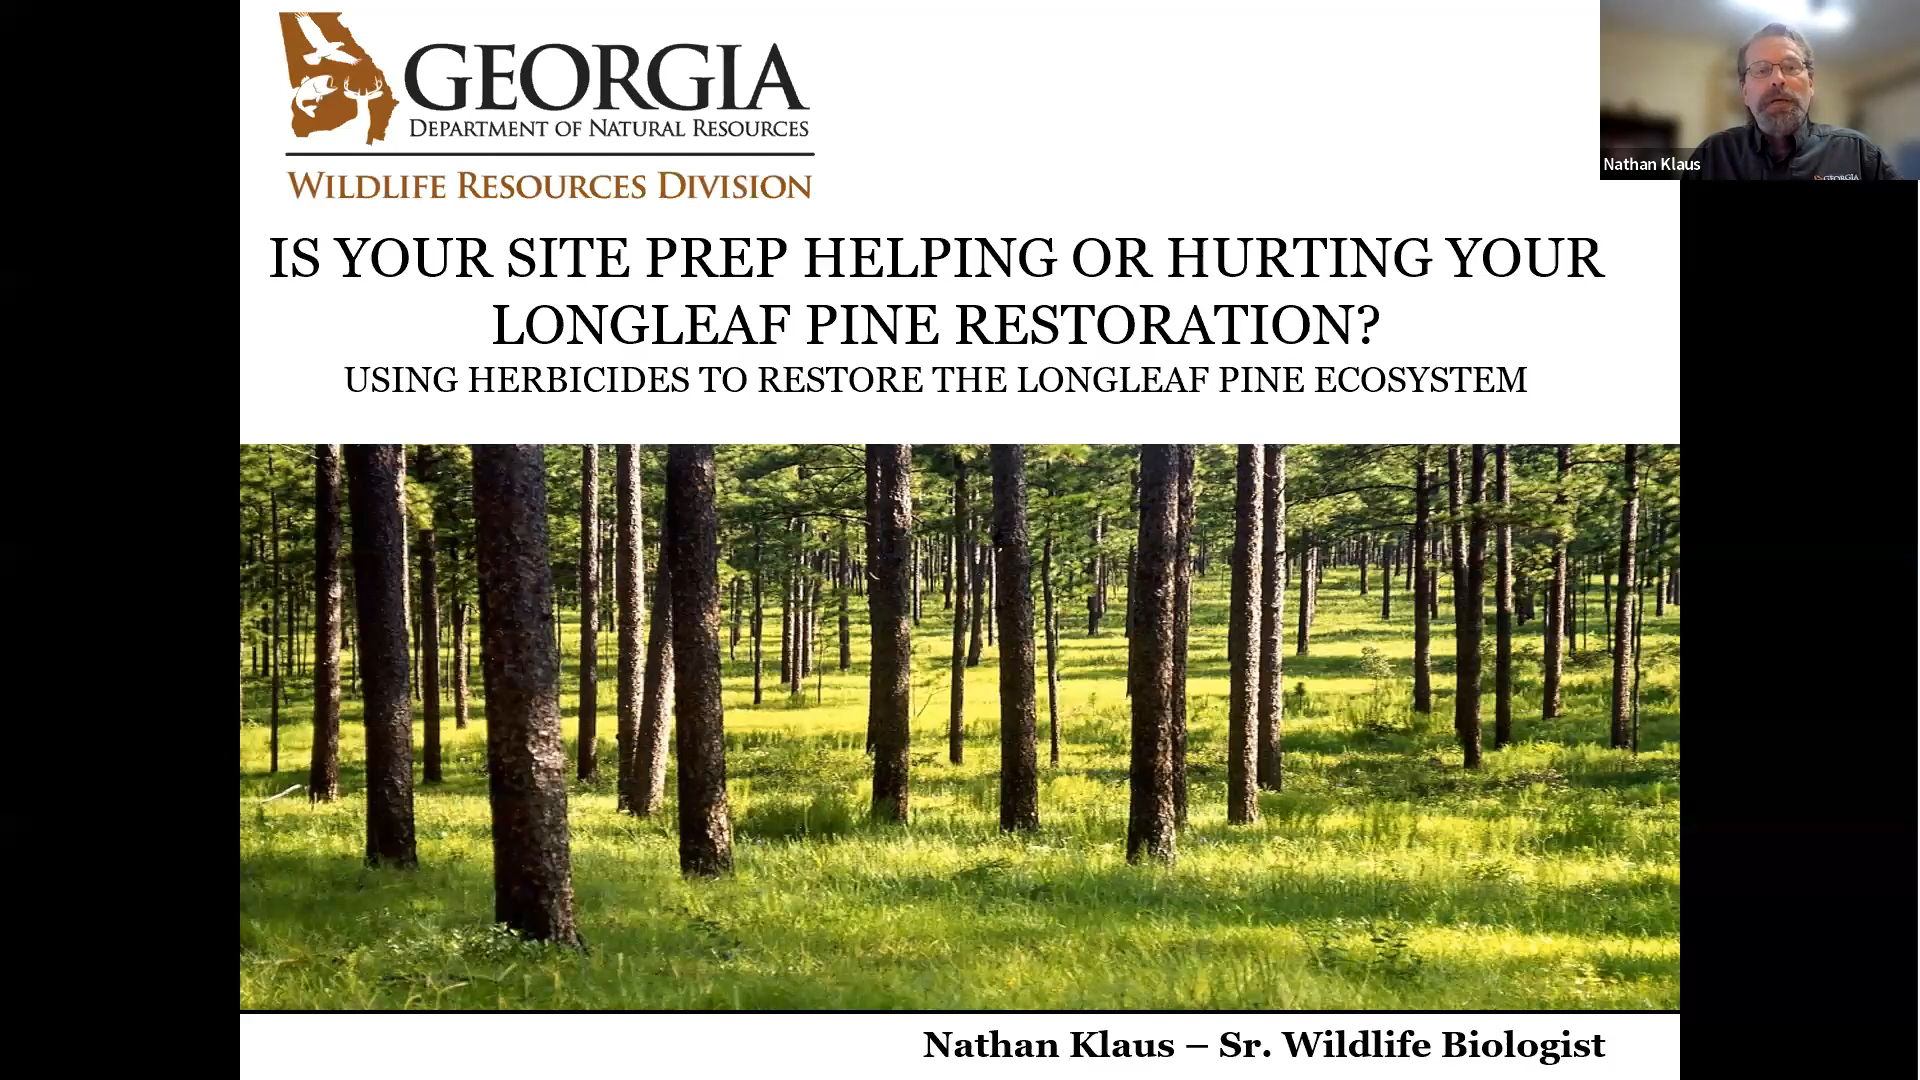 GEORGIA
DEPARTMENT OF NATURAL RESOURCES
WILDLIFE RESOURCES DIVISION
Nathan Klaus
GEORGIA
IS YOUR SITE PREP HELPING OR HURTING YOUR
LONGLEAF PINE RESTORATION?
USING HERBICIDES TO RESTORE THE LONGLEAF PINE ECOSYSTEM
Nathan Klaus – Sr. Wildlife Biologist